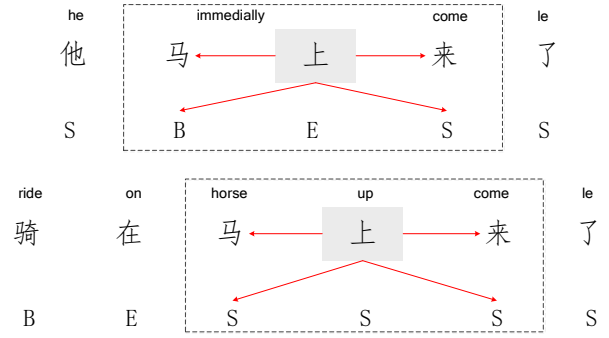 he immedially come le
他 马 上 来 了
S B E S S
ride on horse up come le
骑 在 马 上 来 了
B E S S S S